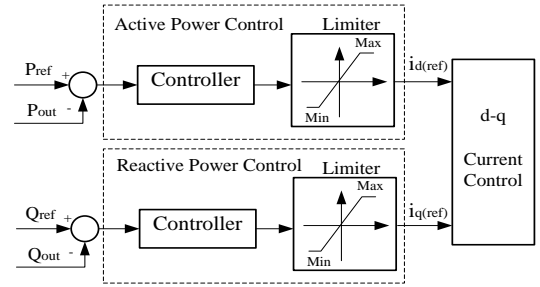 Active Power Control
Limiter
Pref
+
Controller
Max
Min
id(ref)
Pout
-
d-q
Current
Control
Reactive Power Control
Limiter
Qref
+
Controller
Max
Min
iq(ref)
Qout
-